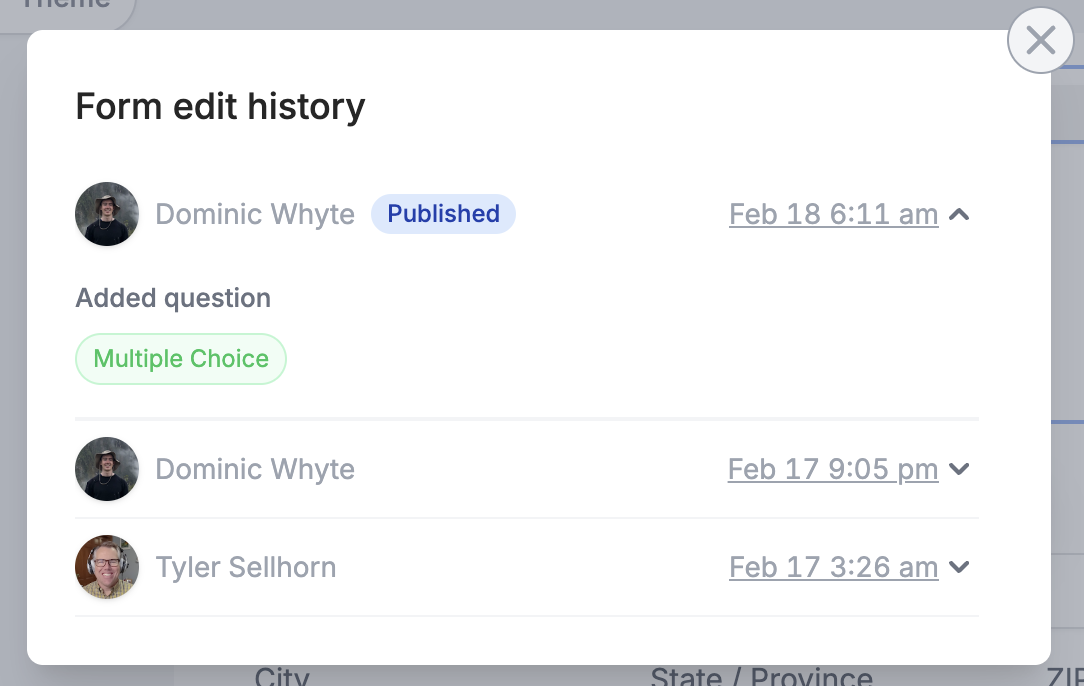 Theme
Form edit history
Dominic Whyte Published Feb 18 6:11 am
Added question
Multiple Choice
Dominic Whyte Feb 17 9:05 pm
Tyler Sellhorn Feb 17 3:26 am
City State / Province ZIP